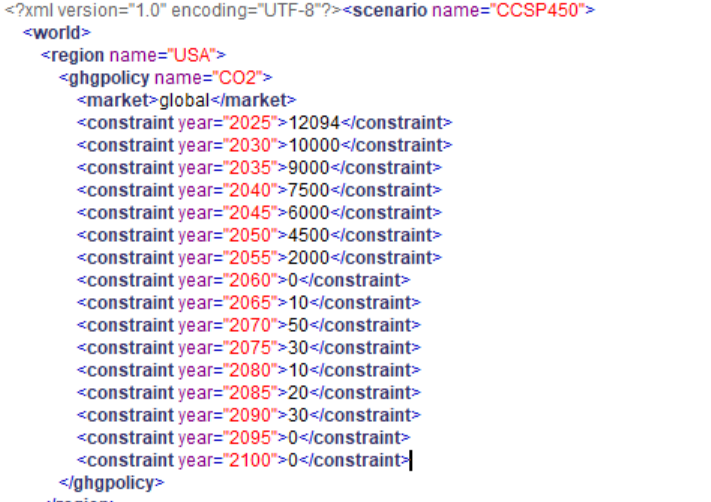 <?xml version="1.0" encoding="UTF-8"?><scenario name="CCSP450">
<world>
<region name="USA">
<ghgpolicy name="CO2">
<market>global</market>
<constraint year="2025">12094</constraint>
<constraint year="2030">10000</constraint>
<constraint year="2035">9000</constraint>
<constraint year="2040">7500</constraint>
<constraint year="2045">6000</constraint>
<constraint year="2050">4500</constraint>
<constraint year="2055">2000</constraint>
<constraint year="2060">0</constraint>
<constraint year="2065">10</constraint>
<constraint year="2070">50</constraint>
<constraint year="2075">30</constraint>
<constraint year="2080">10</constraint>
<constraint year="2085">20</constraint>
<constraint year="2090">30</constraint>
<constraint year="2095">0</constraint>
<constraint year="2100">0</constraint>
</ghgpolicy>